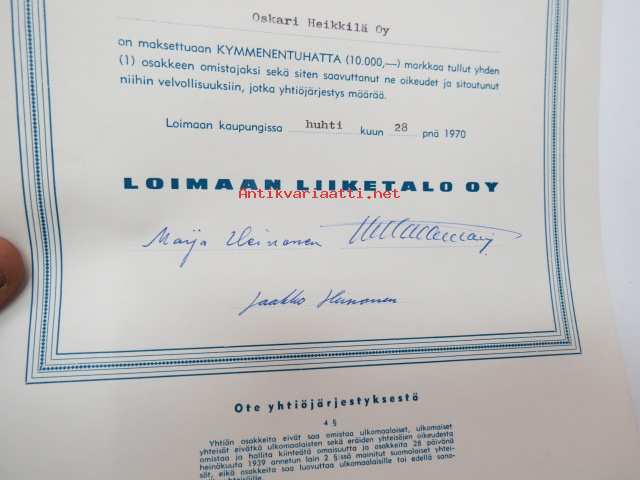 Oskari Heikkilä Oy
on maksettuaan KYMMENENTUHATTA (10.000,—) markkaa tullut yhden
(1) osakkeen omistajaksi sekä siten saavuttanut ne oikeudet ja sitoutunut
niihin velvollisuuksiin, jotka yhtiöjärjestys määrää.
Loimaan kaupungissa huhti kuun 28 pnä 1970
LOIMAAN LIIKETALO OY
Antikvariaatti.net
Maija Heinonen
Jaakko
Ote yhtiöjärjestyksestä
4 §
Yhtiön osakkeita eivät saa omistaa ulkomaalaiset, ulkomaiset
yhteisöt eivätkä ulkomaalaisten sekä eräiden yhteisöjen oikeudesta
omistaa ja hallita kiinteätä omaisuutta ja osakkeita 28 päivänä
heinäkuuta 1939 annetun lain 2 §:ssä mainitut suomalaiset yhtei-
söt, eikä osakkeita saa luovuttaa ulkomaalaisille tai edellä sano-